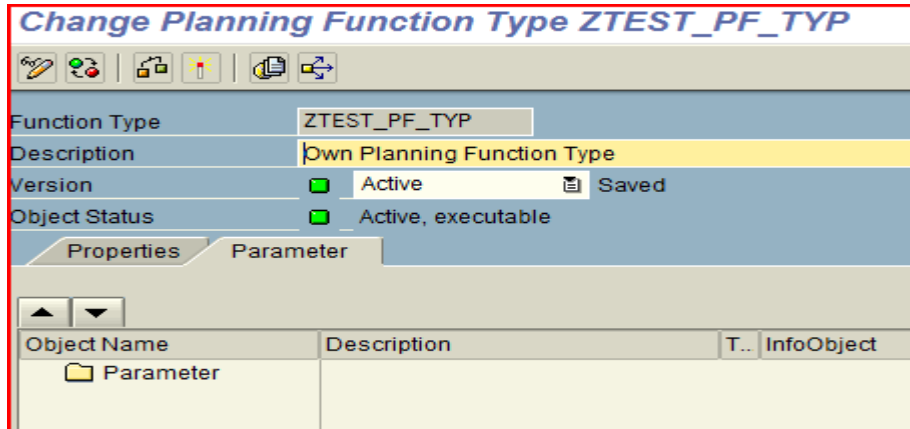 Change Planning Function Type ZTEST_PF_TYP
Function Type ZTEST_PF_TYP
Description Own Planning Function Type
Version Active Saved
Object Status Active, executable
Properties Parameter
Object Name Description T.. InfoObject
Parameter